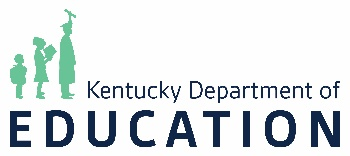 Kentucky Department of
EDUCATION